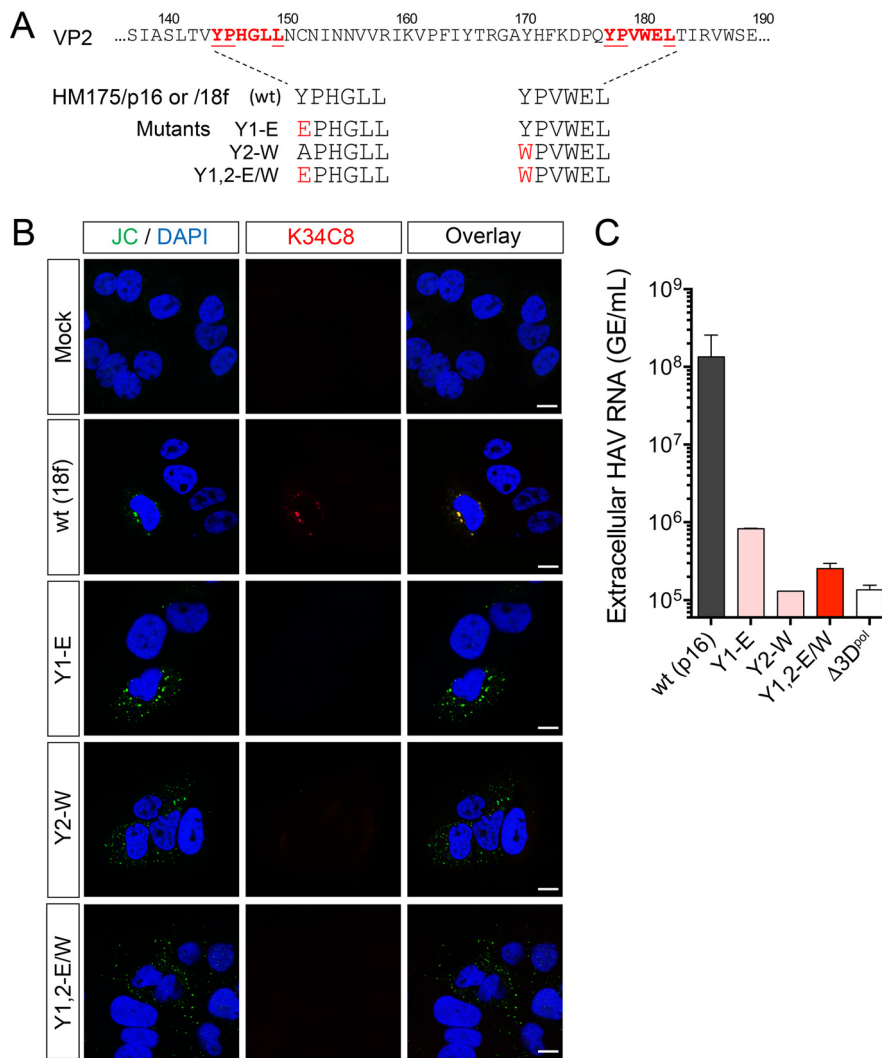 A
140 150 160 170 180 190
VP2 ...SIASLTVYPHGLLNCNINNVVRIKVPFIYTRGAYHFKDPQYPVWELTIRVWSE...
HM175/p16 or /18f (wt) YPHGLL YPVWEL
Mutants Y1-E EPHGLL YPVWEL
Y2-W APHGLL WPVWEL
Y1,2-E/W EPHGLL WPVWEL
B
JC / DAPI K34C8 Overlay
Mock
wt (18f)
Y1-E
Y2-W
Y1,2-E/W
C
Extracellular HAV RNA (GE/mL)
10⁹
10⁸
10⁷
10⁶
10⁵
wt (p16) Y1-E Y2-W Y1,2-E/W Δ3Dᵖᵒˡ